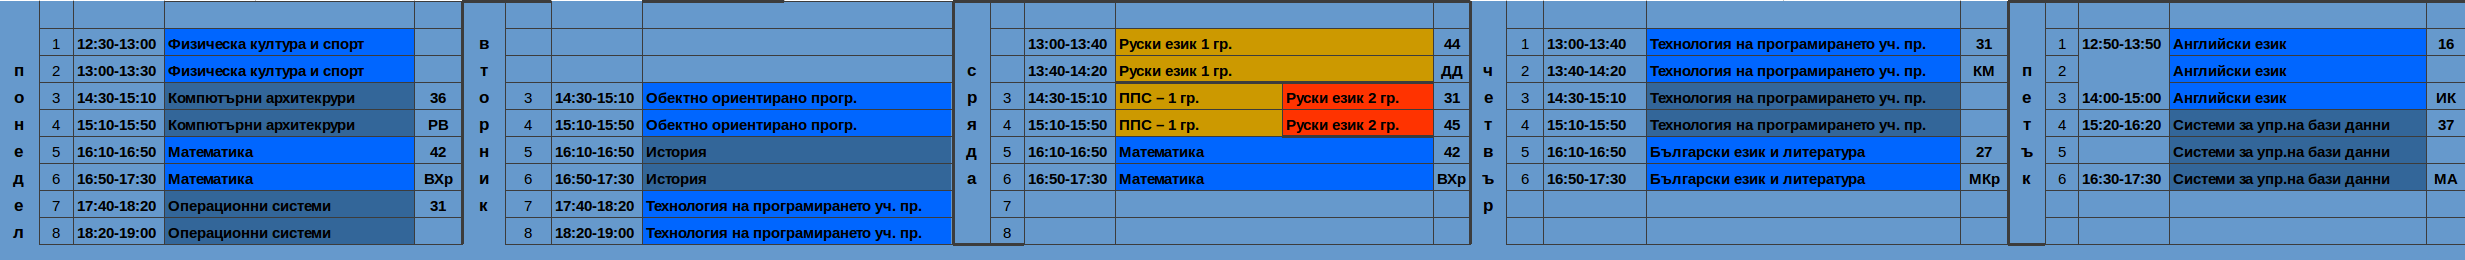 понедел
1 12:30-13:00 Физическа култура и спорт
2 13:00-13:30 Физическа култура и спорт
3 14:30-15:10 Компютърни архитекрури 36
4 15:10-15:50 Компютърни архитекрури РВ
5 16:10-16:50 Математика 42
6 16:50-17:30 Математика ВХр
7 17:40-18:20 Операционни системи 31
8 18:20-19:00 Операционни системи
вторник
3 14:30-15:10 Обектно ориентирано прогр.
4 15:10-15:50 Обектно ориентирано прогр.
5 16:10-16:50 История
6 16:50-17:30 История
7 17:40-18:20 Технология на програмирането уч. пр.
8 18:20-19:00 Технология на програмирането уч. пр.
сряда
13:00-13:40 Руски език 1 гр. 44
13:40-14:20 Руски език 1 гр. ДД
3 14:30-15:10 ППС – 1 гр. Руски език 2 гр. 31
4 15:10-15:50 ППС – 1 гр. Руски език 2 гр. 45
5 16:10-16:50 Математика 42
6 16:50-17:30 Математика ВХр
7
8
четвър
1 13:00-13:40 Технология на програмирането уч. пр. 31
2 13:40-14:20 Технология на програмирането уч. пр. КМ
3 14:30-15:10 Технология на програмирането уч. пр.
4 15:10-15:50 Технология на програмирането уч. пр.
5 16:10-16:50 Български език и литература 27
6 16:50-17:30 Български език и литература МКр
петък
1 12:50-13:50 Английски език 16
2 Английски език
3 14:00-15:00 Английски език ИК
4 15:20-16:20 Системи за упр.на бази данни 37
5 Системи за упр.на бази данни
6 16:30-17:30 Системи за упр.на бази данни МА